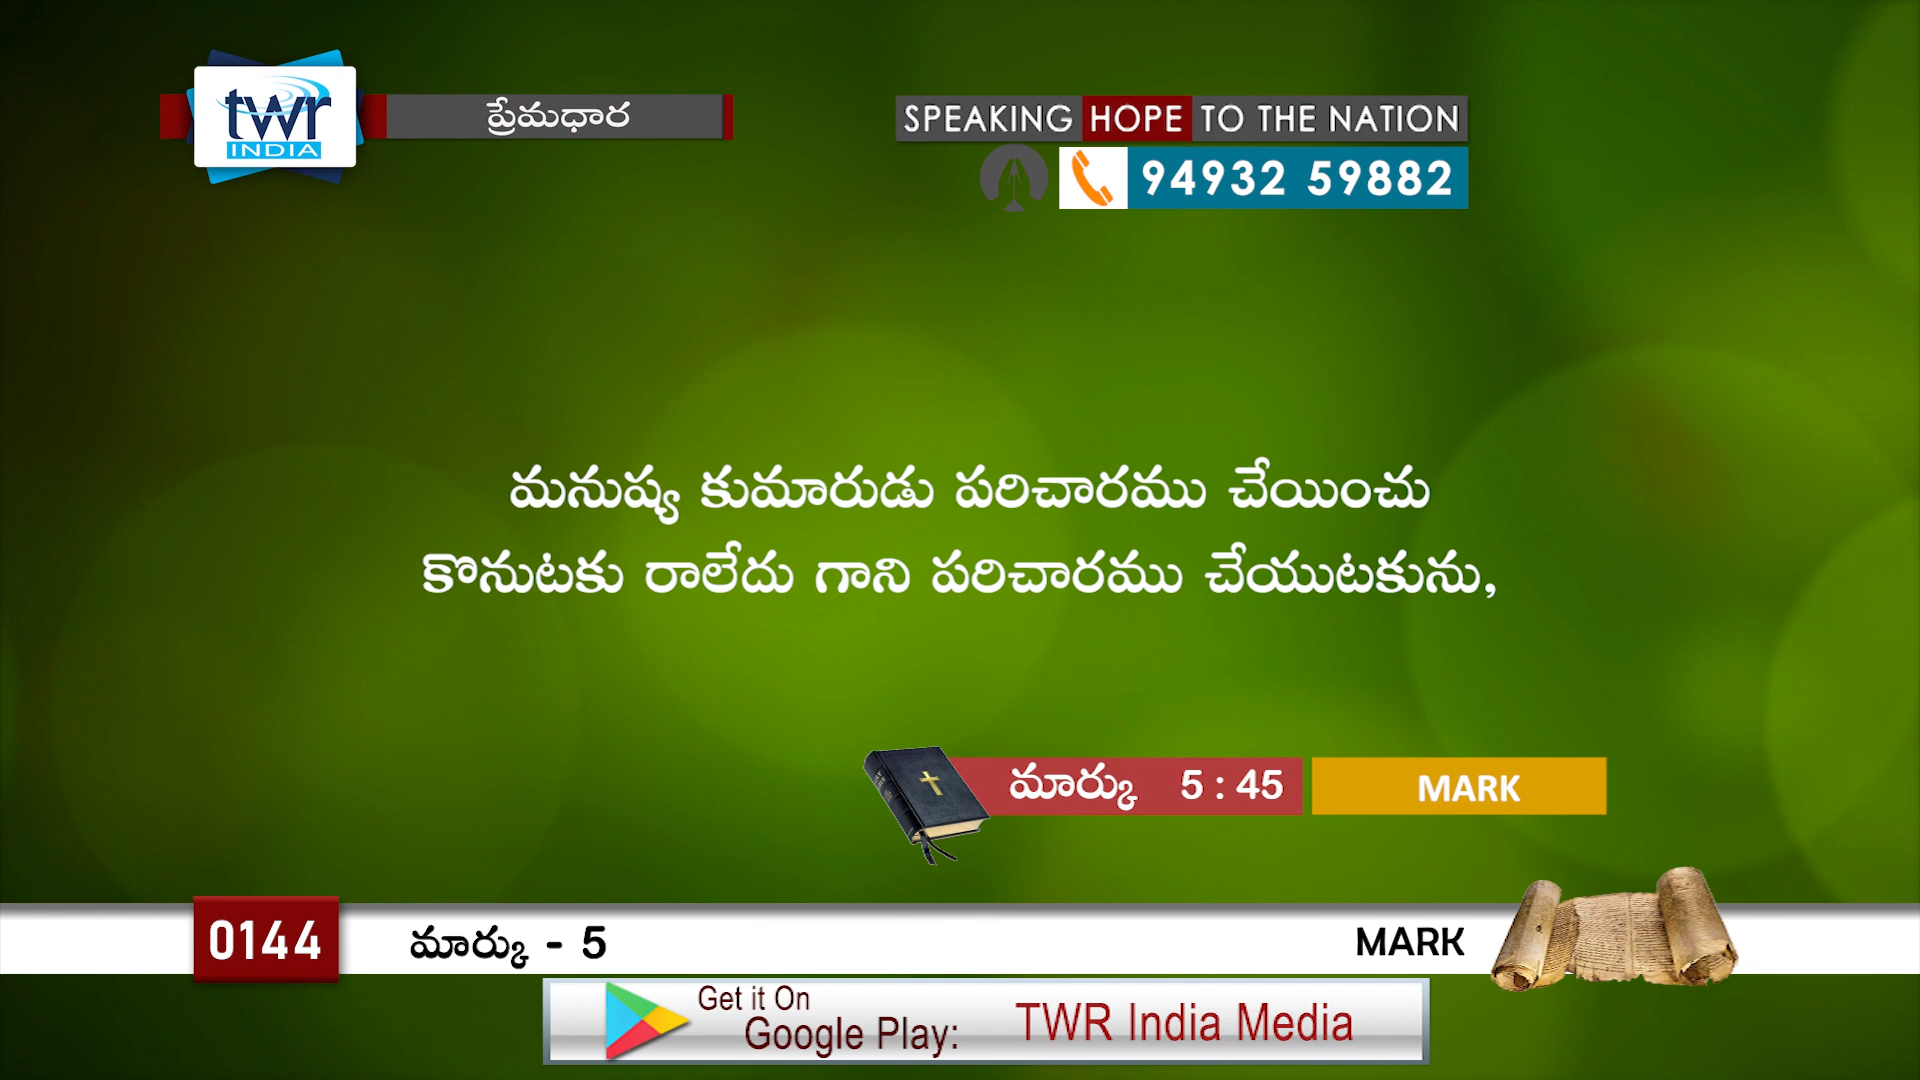 twr
INDIA
ప్రేమధార
SPEAKING HOPE TO THE NATION
94932 59882
మనుష్య కుమారుడు పరిచారము చేయించు
కొనుటకు రాలేదు గాని పరిచారము చేయుటకును,
మార్కు 5 : 45
MARK
0144
మార్కు - 5
MARK
Get it On
Google Play:
TWR India Media